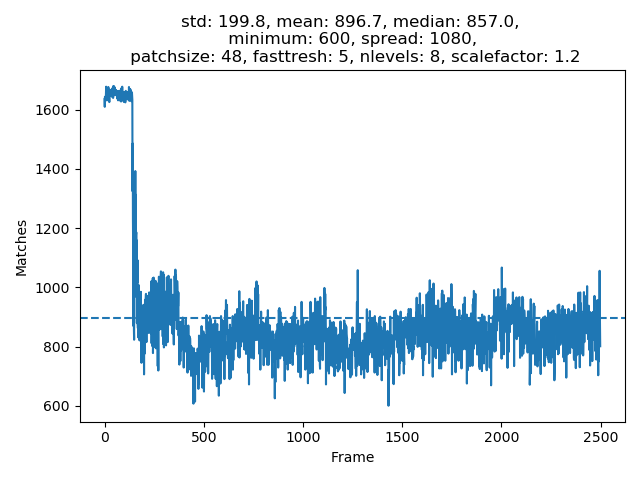 std: 199.8, mean: 896.7, median: 857.0,
minimum: 600, spread: 1080,
patchsize: 48, fasttresh: 5, nlevels: 8, scalefactor: 1.2
1600
1400
1200
1000
800
600
Matches
0
500
1000
1500
2000
2500
Frame